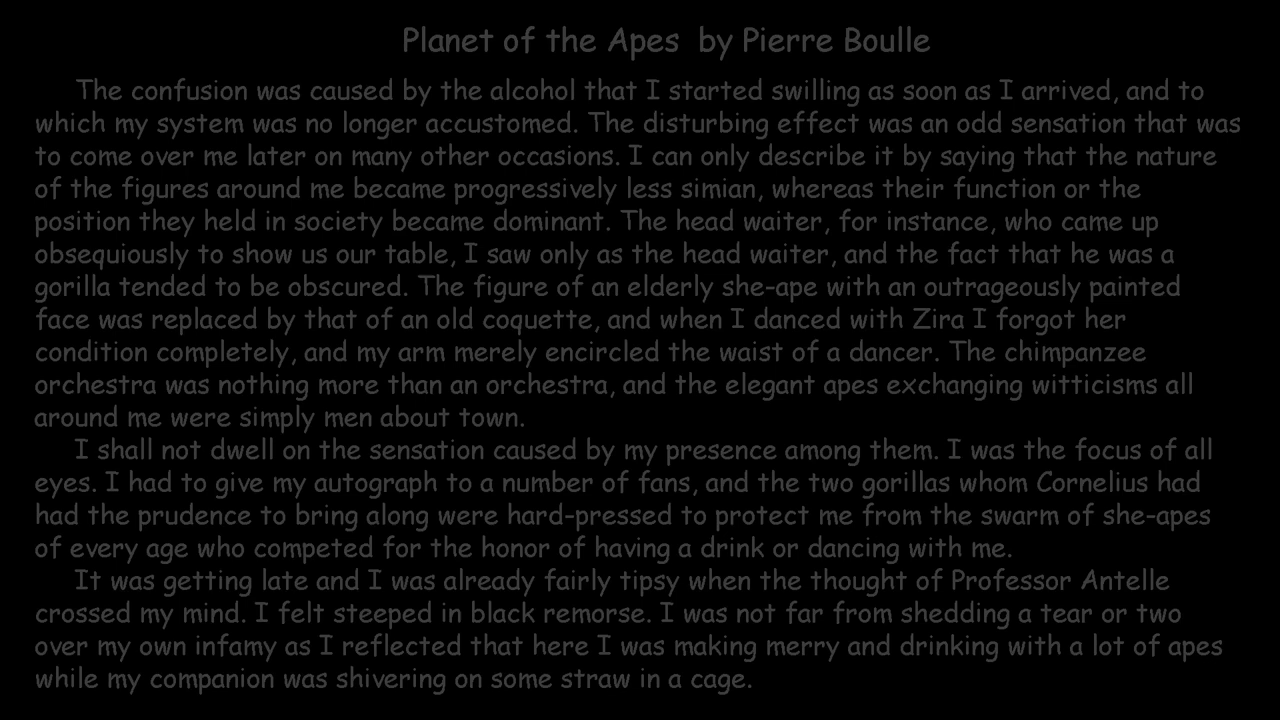 Planet of the Apes  by Pierre Boulle
The confusion was caused by the alcohol that I started swilling as soon as I arrived, and to
which my system was no longer accustomed. The disturbing effect was an odd sensation that was
to come over me later on many other occasions. I can only describe it by saying that the nature
of the figures around me became progressively less simian, whereas their function or the
position they held in society became dominant. The head waiter, for instance, who came up
obsequiously to show us our table, I saw only as the head waiter, and the fact that he was a
gorilla tended to be obscured. The figure of an elderly she-ape with an outrageously painted
face was replaced by that of an old coquette, and when I danced with Zira I forgot her
condition completely, and my arm merely encircled the waist of a dancer. The chimpanzee
orchestra was nothing more than an orchestra, and the elegant apes exchanging witticisms all
around me were simply men about town.
I shall not dwell on the sensation caused by my presence among them. I was the focus of all
eyes. I had to give my autograph to a number of fans, and the two gorillas whom Cornelius had
had the prudence to bring along were hard-pressed to protect me from the swarm of she-apes
of every age who competed for the honor of having a drink or dancing with me.
It was getting late and I was already fairly tipsy when the thought of Professor Antelle
crossed my mind. I felt steeped in black remorse. I was not far from shedding a tear or two
over my own infamy as I reflected that here I was making merry and drinking with a lot of apes
while my companion was shivering on some straw in a cage.